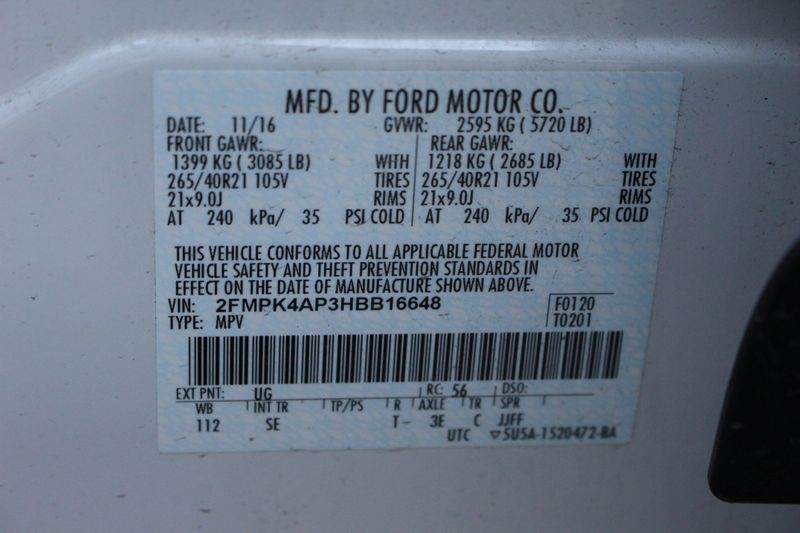 MFD. BY FORD MOTOR CO.
DATE: 11/16 GVWR: 2595 KG ( 5720 LB)
FRONT GAWR: REAR GAWR:
1399 KG ( 3085 LB) WITH 1218 KG ( 2685 LB) WITH
265/40R21 105V TIRES 265/40R21 105V TIRES
21x9.0J RIMS 21x9.0J RIMS
AT 240 kPa/ 35 PSI COLD AT 240 kPa/ 35 PSI COLD
THIS VEHICLE CONFORMS TO ALL APPLICABLE FEDERAL MOTOR
VEHICLE SAFETY AND THEFT PREVENTION STANDARDS IN
EFFECT ON THE DATE OF MANUFACTURE SHOWN ABOVE.
VIN: 2FMPK4AP3HBB16648 F0120
TYPE: MPV T0201
EXT PNT: UG RC: 56 DSO:
WB INT TR TP/PS R AXLE TR SPR
112 SE T- 3E C JJFF
UTC ▽5U5A-1520472-BA